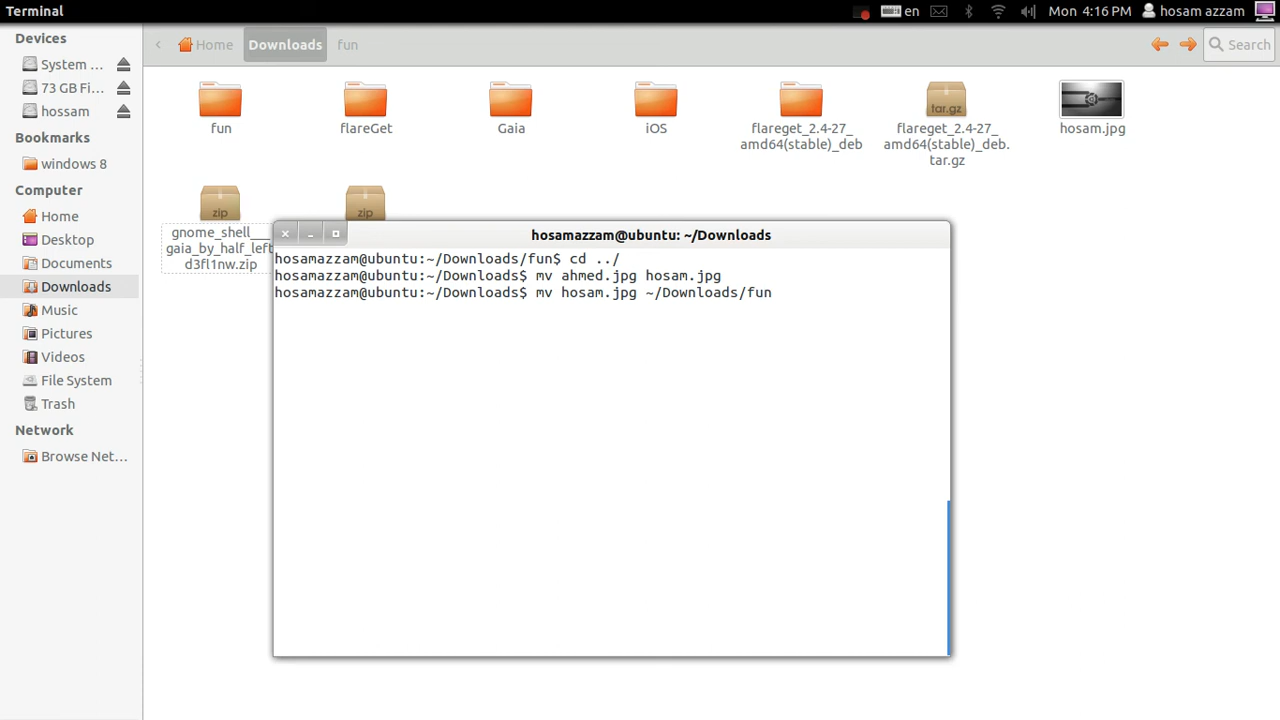 Terminal
en
Mon 4:16 PM
hosam azzam
Devices
System ...
73 GB Fi...
hossam
Bookmarks
windows 8
Computer
Home
Desktop
Documents
Downloads
Music
Pictures
Videos
File System
Trash
Network
Browse Net...
Home
Downloads
fun
Search
fun
flareGet
Gaia
iOS
flareget_2.4-27_
amd64(stable)_deb
tar.gz
flareget_2.4-27_
amd64(stable)_deb.
tar.gz
hosam.jpg
zip
gnome_shell__
gaia_by_half_left
d3fl1nw.zip
zip
hosamazzam@ubuntu: ~/Downloads
hosamazzam@ubuntu:~/Downloads/fun$ cd ../
hosamazzam@ubuntu:~/Downloads$ mv ahmed.jpg hosam.jpg
hosamazzam@ubuntu:~/Downloads$ mv hosam.jpg ~/Downloads/fun